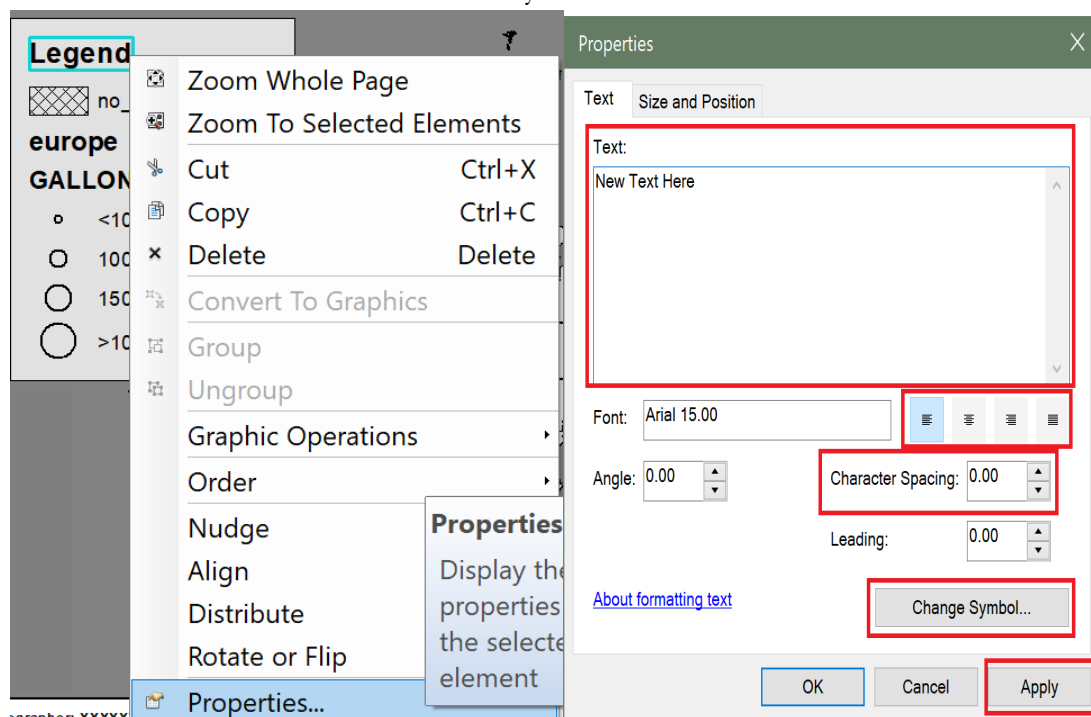 Legend
no_
europe
GALLON
<10
100
150
>10
Zoom Whole Page
Zoom To Selected Elements
Cut Ctrl+X
Copy Ctrl+C
Delete Delete
Convert To Graphics
Group
Ungroup
Graphic Operations
Order
Nudge
Align
Distribute
Rotate or Flip
Properties...
Properties
Display the
properties
the selecte
element
Properties
Text Size and Position
Text:
New Text Here
Font: Arial 15.00
Angle: 0.00 Character Spacing: 0.00
Leading: 0.00
About formatting text Change Symbol...
OK Cancel Apply